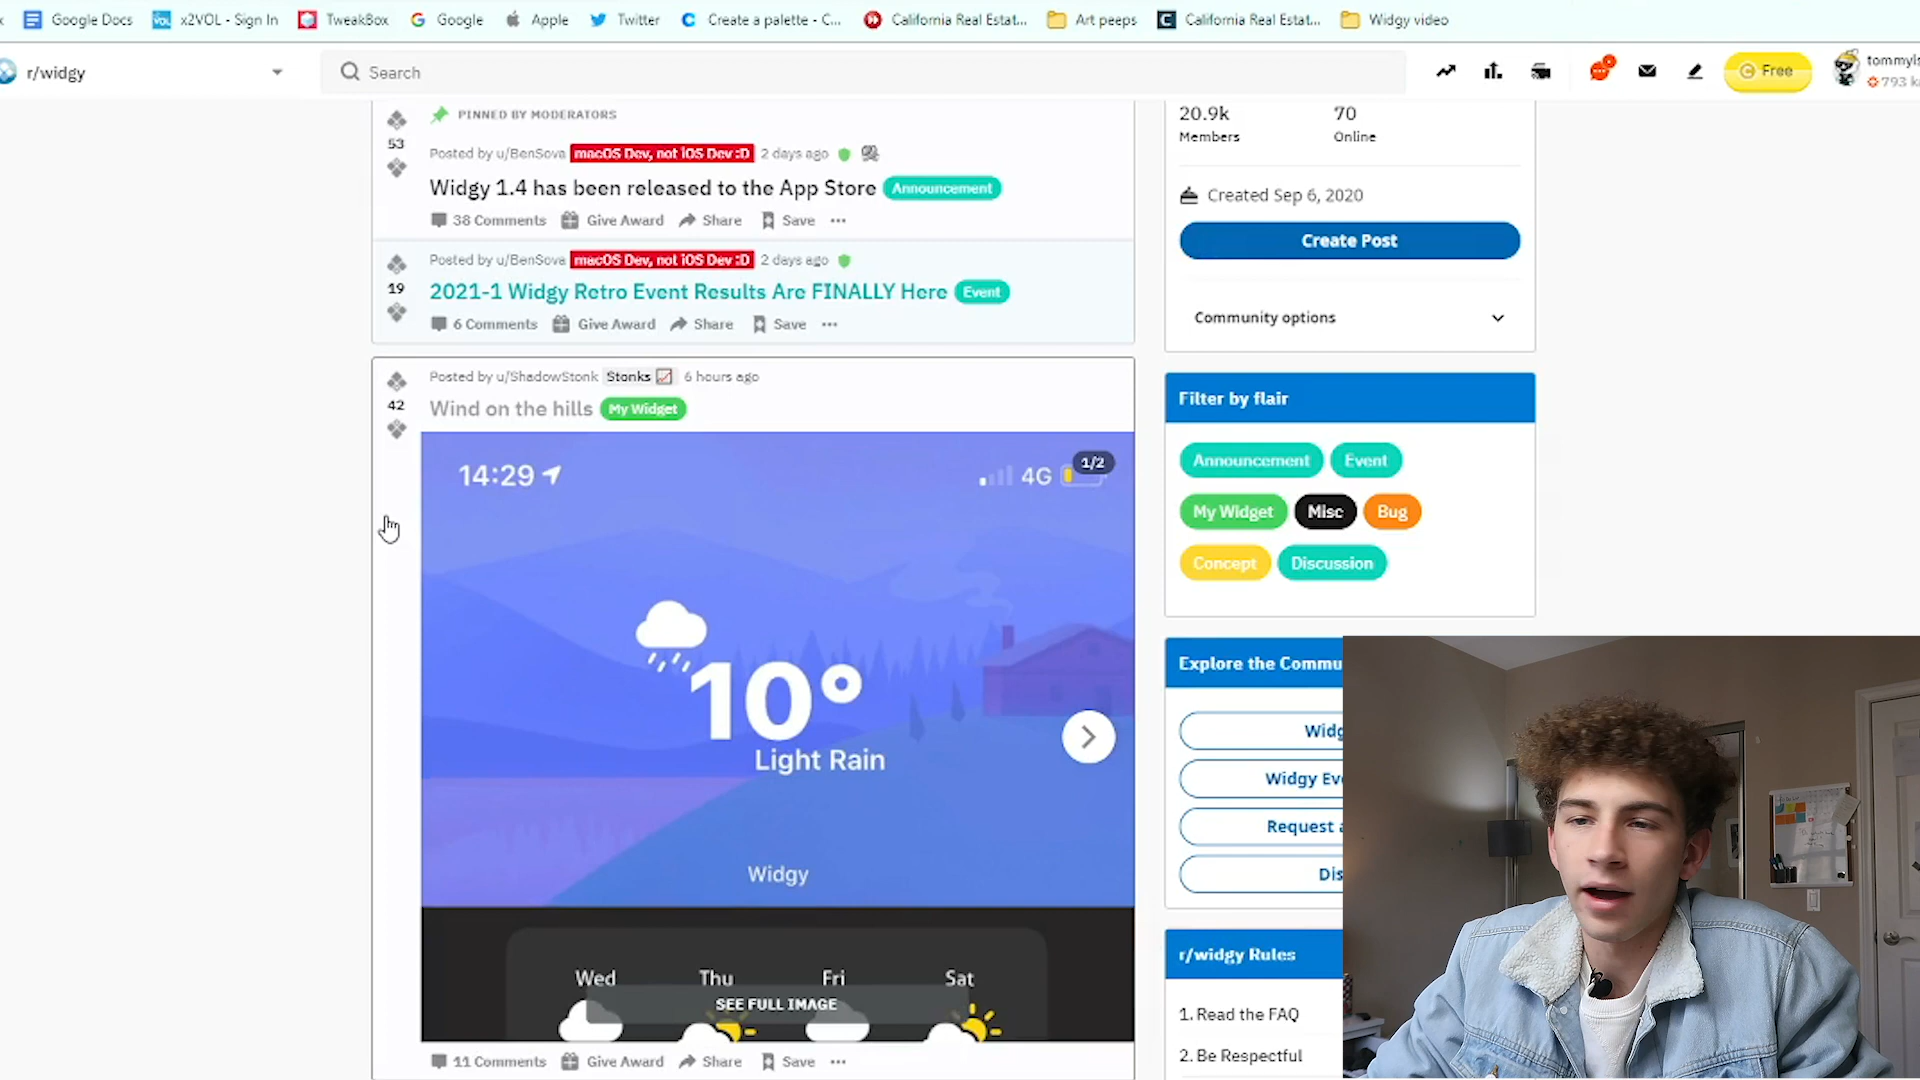 Google Docs
VOL x2VOL - Sign In
TweakBox
Google
Apple
Twitter
Create a palette - C...
California Real Estat...
Art peeps
California Real Estat...
Widgy video
r/widgy
Search
Free
793
PINNED BY MODERATORS
53
Posted by u/BenSova macOS Dev, not iOS Dev :D 2 days ago
Widgy 1.4 has been released to the App Store Announcement
38 Comments Give Award Share Save ...
Posted by u/BenSova macOS Dev, not iOS Dev :D 2 days ago
19
2021-1 Widgy Retro Event Results Are FINALLY Here Event
6 Comments Give Award Share Save ...
Posted by u/ShadowStonk Stonks 6 hours ago
42
Wind on the hills My Widget
14:29
4G
1/2
10°
Light Rain
Widgy
Wed Thu Fri Sat
SEE FULL IMAGE
11 Comments Give Award Share Save ...
20.9k 70
Members Online
Created Sep 6, 2020
Create Post
Community options
Filter by flair
Announcement Event
My Widget Misc Bug
Concept Discussion
Explore the Commu
Widg
Widgy Ev
Request
Dis
r/widgy Rules
1. Read the FAQ
2. Be Respectful